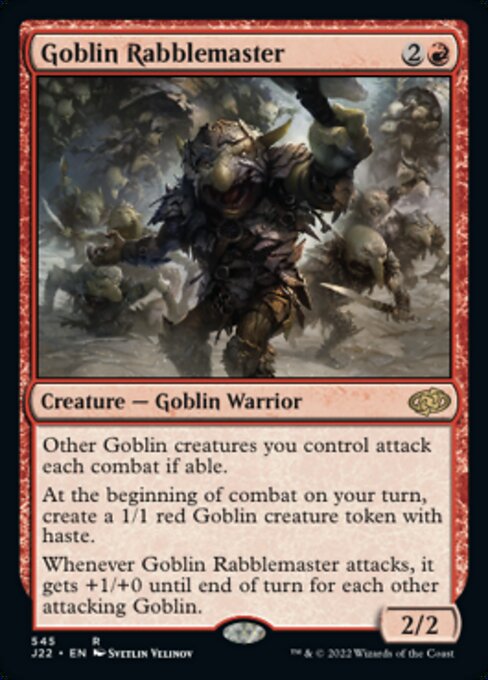 Goblin Rabblemaster 2
Creature — Goblin Warrior
Other Goblin creatures you control attack
each combat if able.
At the beginning of combat on your turn,
create a 1/1 red Goblin creature token with
haste.
Whenever Goblin Rabblemaster attacks, it
gets +1/+0 until end of turn for each other
attacking Goblin.
2/2
545 R
J22 • EN Svetlin Velinov ™ & © 2022 Wizards of the Coast